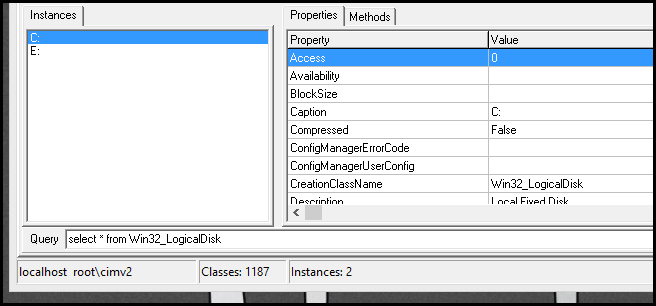 Instances
C:
E:
Properties Methods
Property Value
Access 0
Availability
BlockSize
Caption C:
Compressed False
ConfigManagerErrorCode
ConfigManagerUserConfig
CreationClassName Win32_LogicalDisk
Description Local Fixed Disk
Query select * from Win32_LogicalDisk
localhost root\cimv2 Classes: 1187 Instances: 2